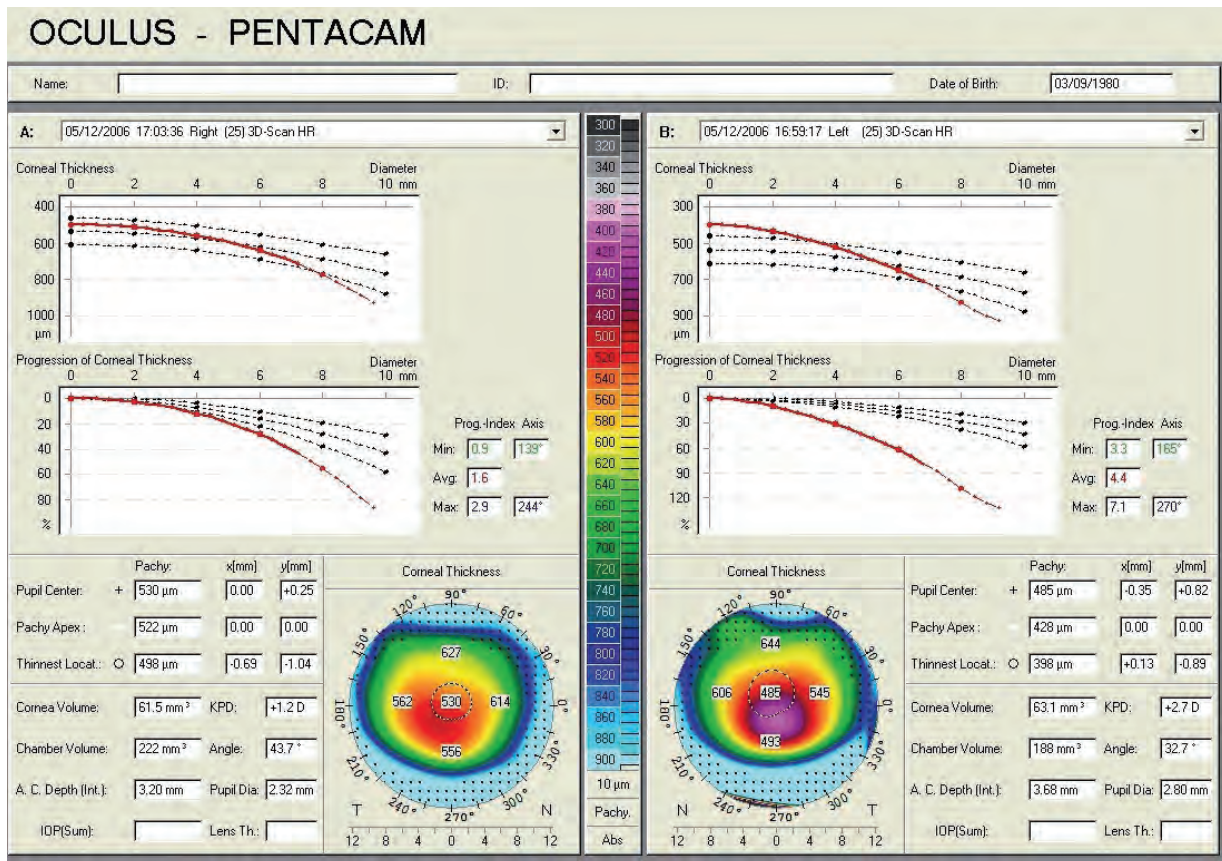 OCULUS - PENTACAM
Name: ID: Date of Birth: 03/09/1980
A: 05/12/2006 17:03:36 Right (25) 3D-Scan HR
Corneal Thickness Diameter
0 2 4 6 8 10 mm
400
600
800
1000
µm
Progression of Corneal Thickness Diameter
0 2 4 6 8 10 mm
0
20
40
60
80
%
Prog.-Index Axis
Min: 0.9 139°
Avg: 1.6
Max: 2.9 244°
Pachy: x[mm] y[mm]
Pupil Center: + 530 µm 0.00 +0.25
Pachy Apex : 522 µm 0.00 0.00
Thinnest Locat.: O 498 µm -0.69 -1.04
Cornea Volume: 61.5 mm³ KPD: +1.2 D
Chamber Volume: 222 mm³ Angle: 43.7 °
A. C. Depth (Int.): 3.20 mm Pupil Dia: 2.32 mm
IOP(Sum): Lens Th.:
Corneal Thickness
90°
120° 60°
150° 30°
627
562 530 614
180° 0°
556
210° 330°
240° 300°
270°
T N
12 8 4 0 4 8 12
300
320
340
360
380
400
420
440
460
480
500
520
540
560
580
600
620
640
660
680
700
720
740
760
780
800
820
840
860
880
900
10 µm
Pachy.
Abs
B: 05/12/2006 16:59:17 Left (25) 3D-Scan HR
Corneal Thickness Diameter
0 2 4 6 8 10 mm
300
500
700
900
µm
Progression of Corneal Thickness Diameter
0 2 4 6 8 10 mm
0
30
60
90
120
%
Prog.-Index Axis
Min: 3.3 165°
Avg: 4.4
Max: 7.1 270°
Corneal Thickness
90°
120° 60°
150° 30°
644
606 485 545
180° 0°
493
210° 330°
240° 300°
270°
N T
12 8 4 0 4 8 12
Pachy: x[mm] y[mm]
Pupil Center: + 485 µm -0.35 +0.82
Pachy Apex : 428 µm 0.00 0.00
Thinnest Locat.: O 398 µm +0.13 -0.89
Cornea Volume: 63.1 mm³ KPD: +2.7 D
Chamber Volume: 188 mm³ Angle: 32.7 °
A. C. Depth (Int.): 3.68 mm Pupil Dia: 2.80 mm
IOP(Sum): Lens Th.: